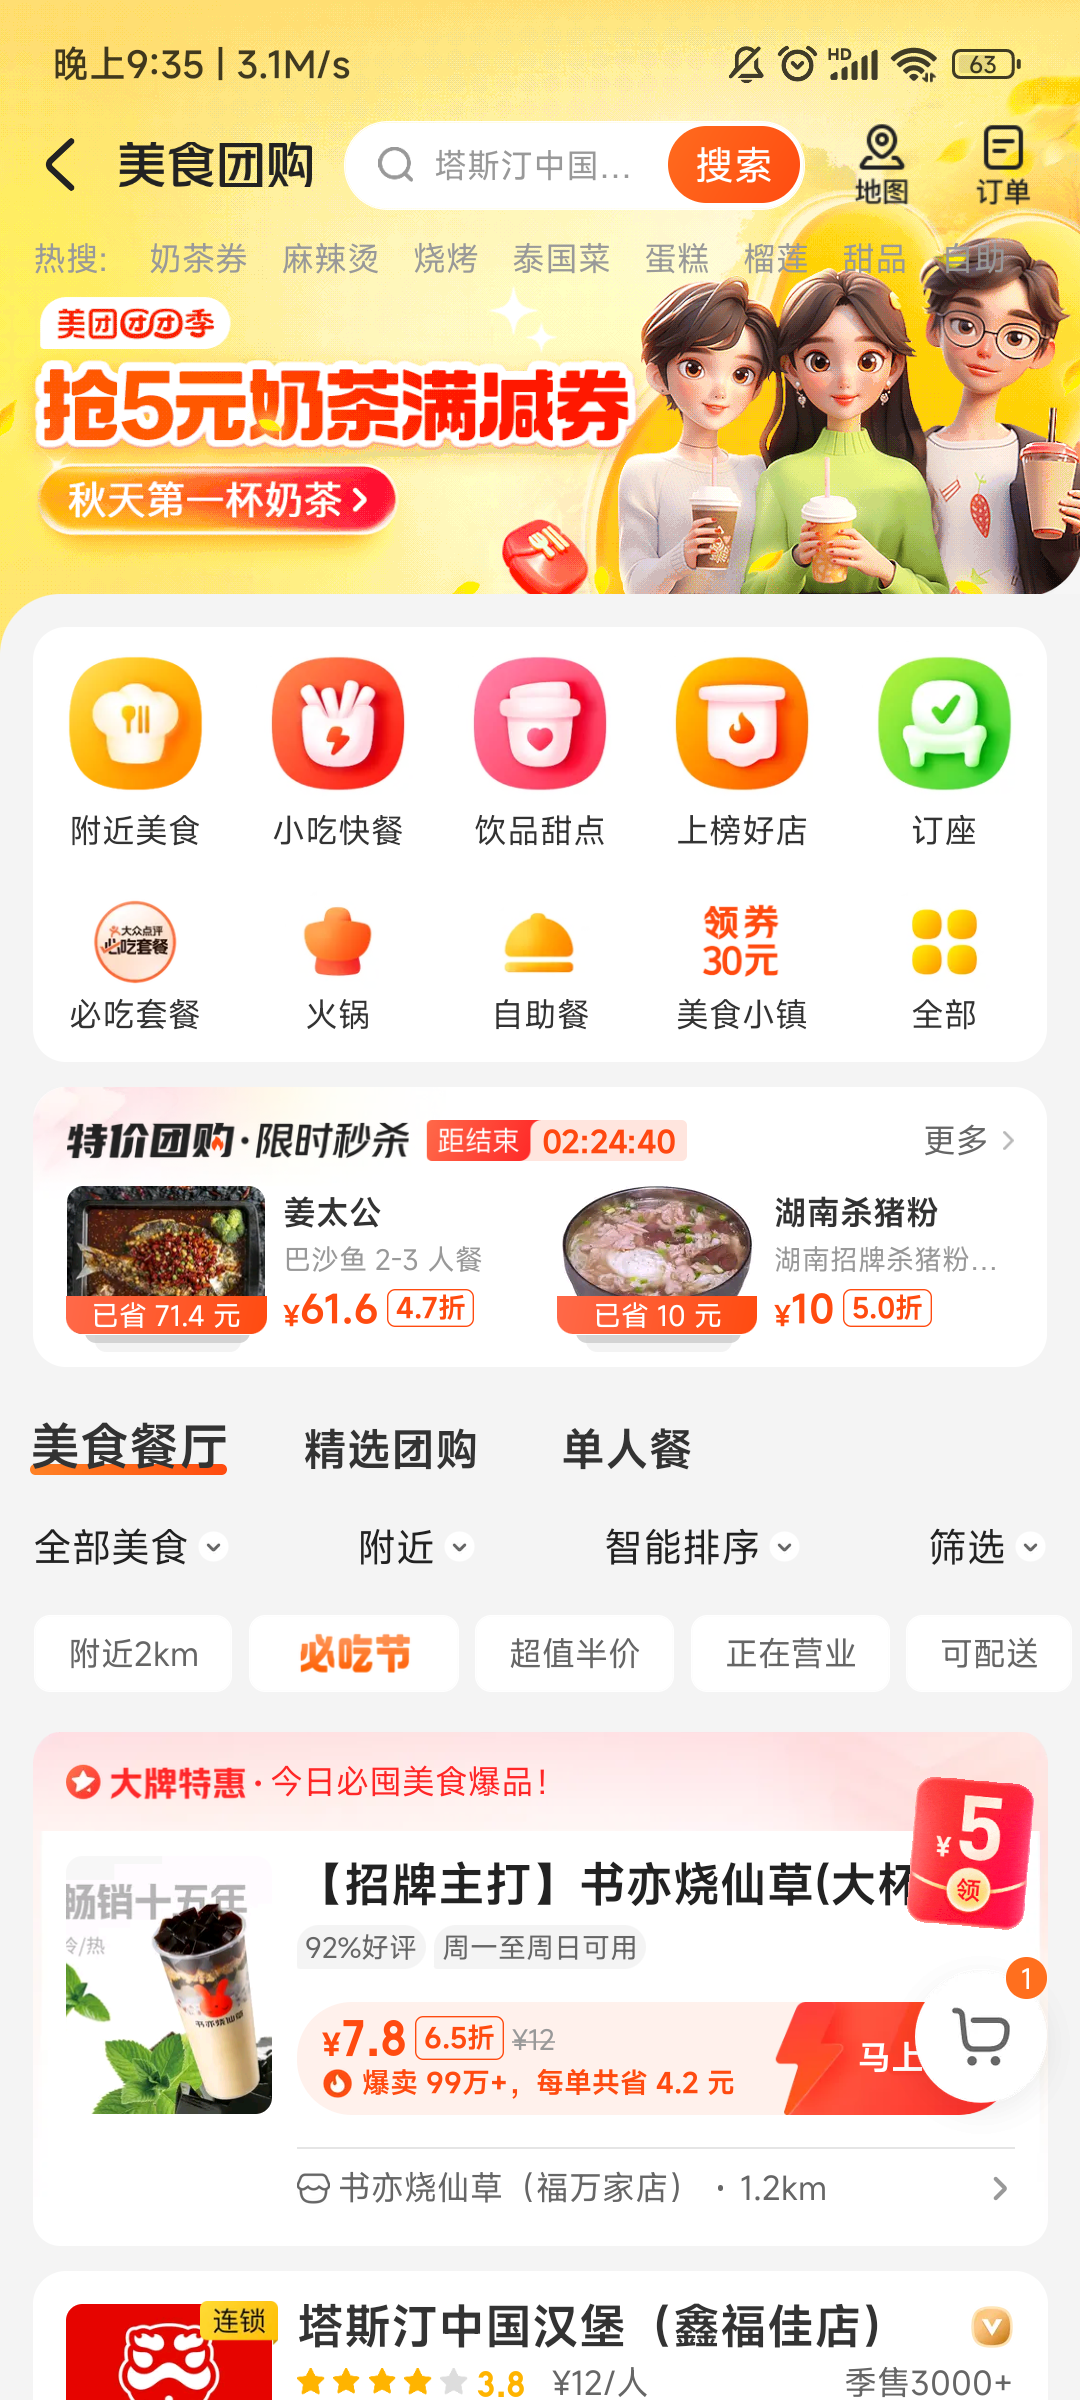 晚上9:35 | 3.1M/s
HD
63
美食团购
塔斯汀中国...
搜索
地图
订单
热搜: 奶茶券 麻辣烫 烧烤 泰国菜 蛋糕 榴莲 甜品 自助
美团团团季
抢5元奶茶满减券
秋天第一杯奶茶
附近美食
小吃快餐
饮品甜点
上榜好店
订座
大众点评
必吃套餐
领券
30元
必吃套餐
火锅
自助餐
美食小镇
全部
特价团购·限时秒杀
距结束 02:24:40
更多
姜太公
巴沙鱼 2-3 人餐
已省 71.4 元
¥61.6 4.7折
湖南杀猪粉
湖南招牌杀猪粉...
已省 10 元
¥10 5.0折
美食餐厅
精选团购
单人餐
全部美食
附近
智能排序
筛选
附近2km
必吃节
超值半价
正在营业
可配送
大牌特惠·今日必囤美食爆品!
¥5
领
畅销十五年
冷/热
书亦烧仙草
【招牌主打】书亦烧仙草(大杯
92%好评
周一至周日可用
¥7.8 6.5折 ¥12
爆卖 99万+，每单共省 4.2 元
马上
1
书亦烧仙草（福万家店） · 1.2km
连锁
塔斯汀中国汉堡（鑫福佳店）
3.8 ¥12/人
季售3000+